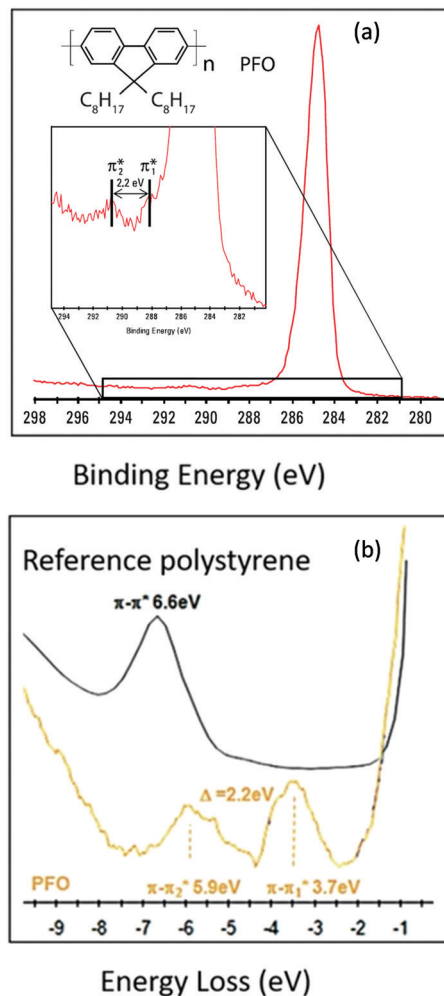 (a)
n PFO
C₈H₁₇ C₈H₁₇
π₂* π₁*
2.2 eV
294 292 290 288 286 284 282
Binding Energy (eV)
298 296 294 292 290 288 286 284 282 280
Binding Energy (eV)
(b)
Reference polystyrene
π-π* 6.6eV
Δ =2.2eV
PFO π-π₂* 5.9eV π-π₁* 3.7eV
-9 -8 -7 -6 -5 -4 -3 -2 -1
Energy Loss (eV)